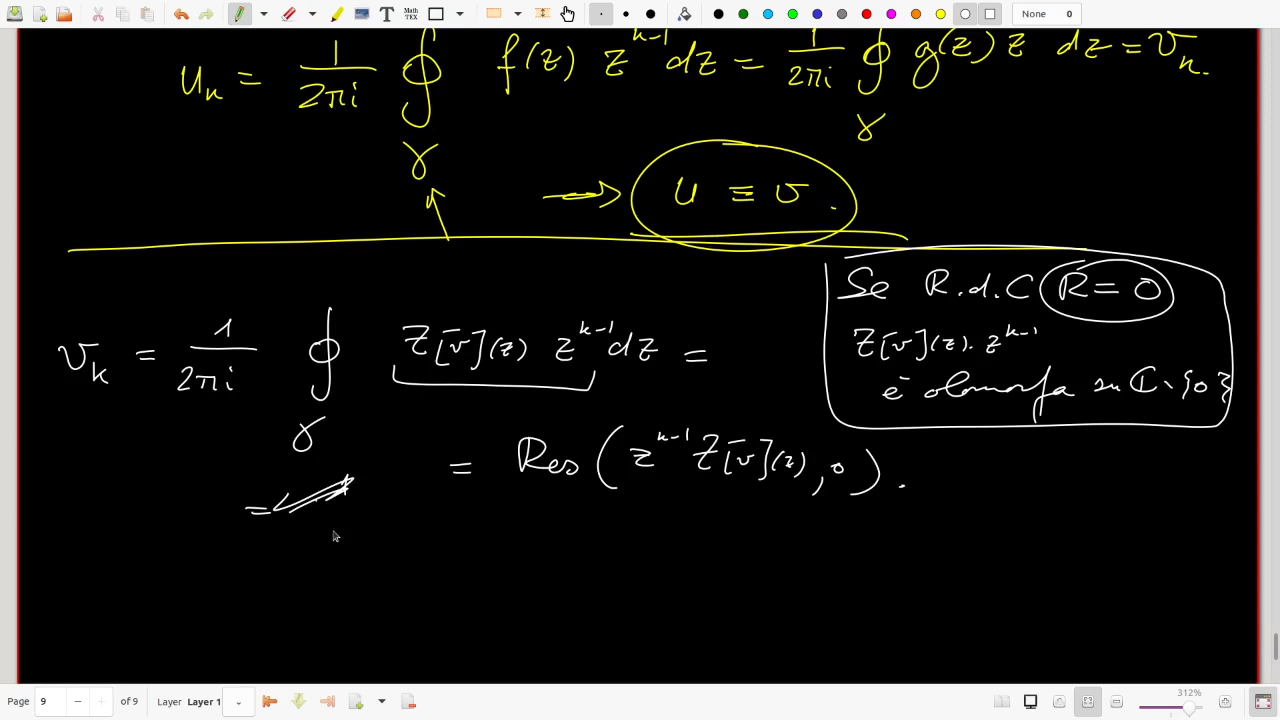 None 0
u_k = 1/2πi ∮_γ f(z) z^{k-1} dz = 1/2πi ∮_γ g(z) z dz = v_k.
→ u ≡ v.
Se R.d.C R = 0
Z[v](z). z^{k-1}
è olomorfa su ℂ∖{0}
v_k = 1/2πi ∮_γ Z[v](z) z^{k-1} dz =
= Res(z^{k-1} Z[v](z), 0).
=
Page 9 of 9 Layer Layer 1 312%